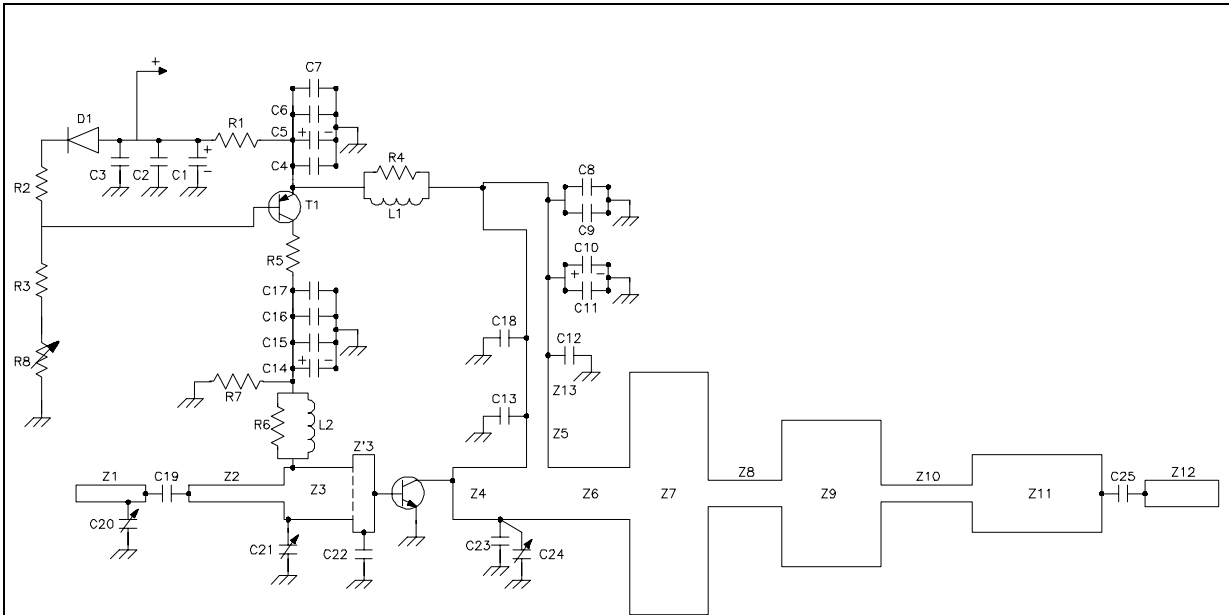 C7
+
C6
D1
R1
C5 + −
R4
C4
C8
C3
C2
C1
+
−
R2
T1
L1
C9
R5
C10
+ −
R3
C17
C11
C16
C18
C12
R8
C15
C14 + −
Z13
R7
C13
R6
L2
Z5
Z'3
Z1
C19
Z2
Z3
Z4
Z6
Z7
Z8
Z9
Z10
Z11
C25
Z12
C20
C21
C22
C23
C24